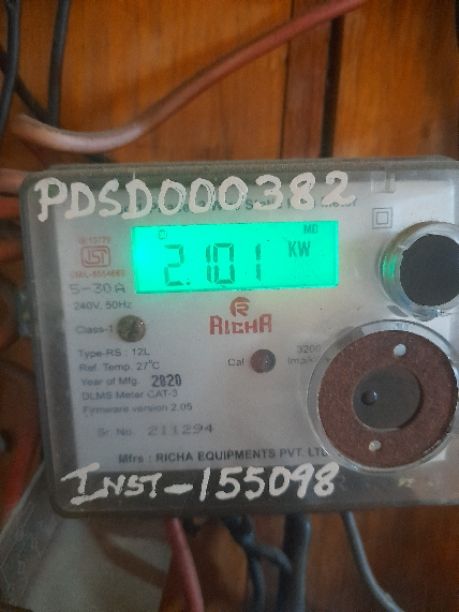 PDSD000382
MD
2.101 KW
5-30A
240V, 50Hz
RICHA
Class-1
Type-RS : 12L
Cal 3200
Ref. Temp. 27°C
Year of Mfg. 2020
DLMS Meter CAT-3
Firmware version 2.05
Sr. No. 211294
Mfrs : RICHA EQUIPMENTS PVT.
INST-155098